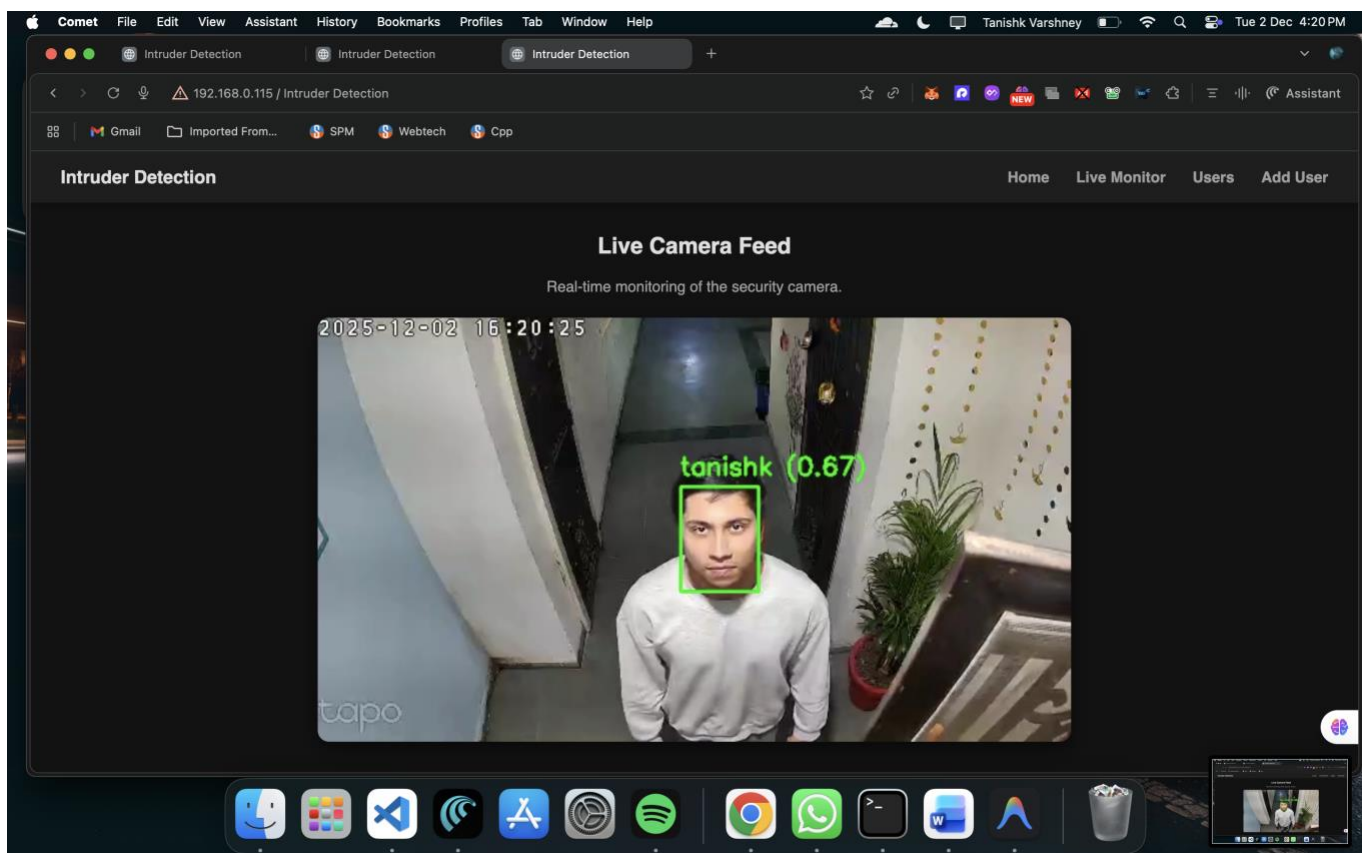 Comet File Edit View Assistant History Bookmarks Profiles Tab Window Help Tanishk Varshney Tue 2 Dec 4:20 PM
Intruder Detection Intruder Detection Intruder Detection
192.168.0.115 / Intruder Detection NEW Assistant
Gmail Imported From... SPM Webtech Cpp
Intruder Detection Home Live Monitor Users Add User
Live Camera Feed
Real-time monitoring of the security camera.
2025-12-02 16:20:25
tanishk (0.67)
tapo